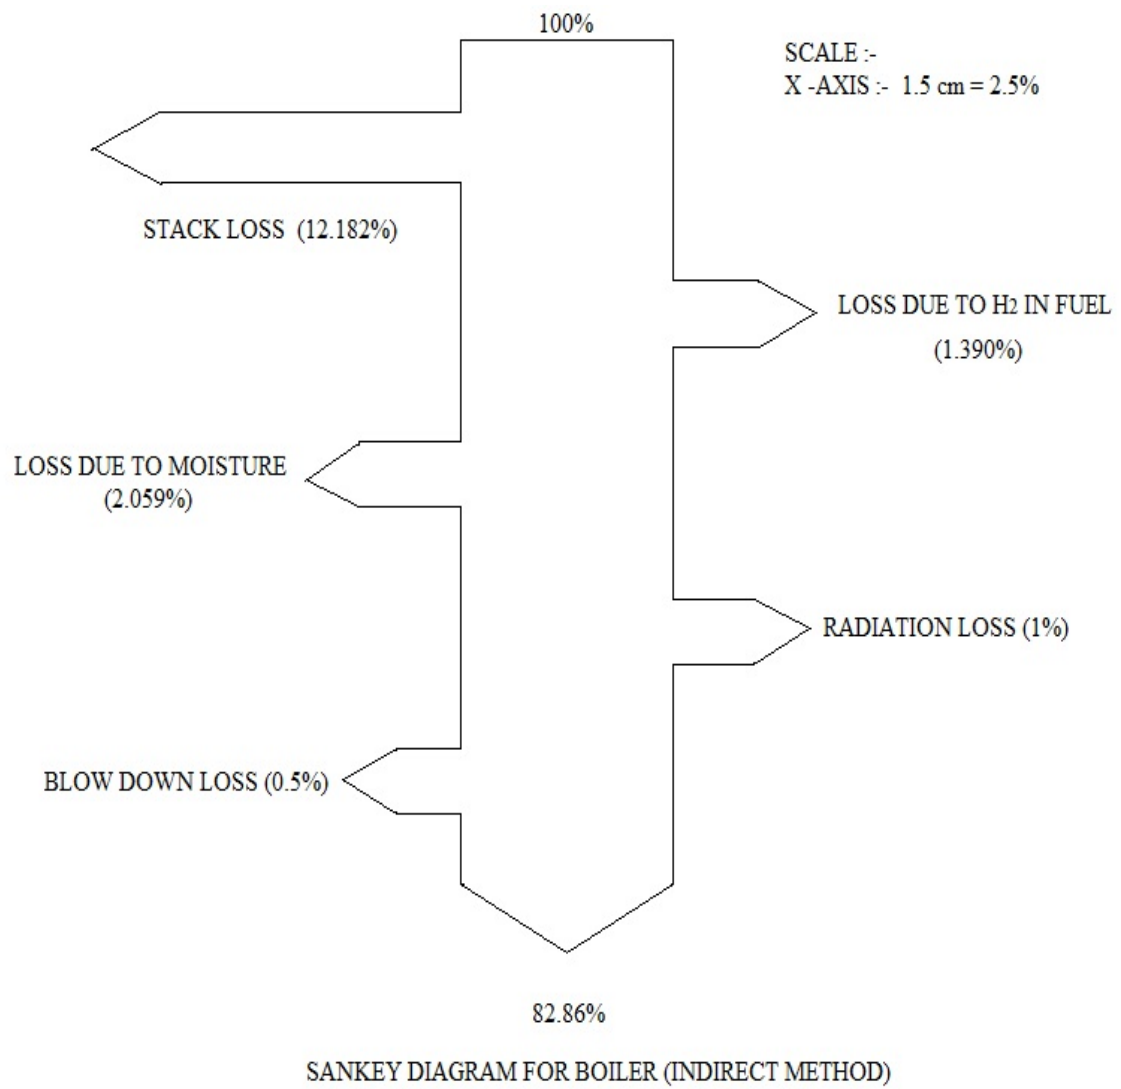 100%
SCALE :-
X -AXIS :- 1.5 cm = 2.5%
STACK LOSS (12.182%)
LOSS DUE TO H2 IN FUEL
(1.390%)
LOSS DUE TO MOISTURE
(2.059%)
RADIATION LOSS (1%)
BLOW DOWN LOSS (0.5%)
82.86%
SANKEY DIAGRAM FOR BOILER (INDIRECT METHOD)